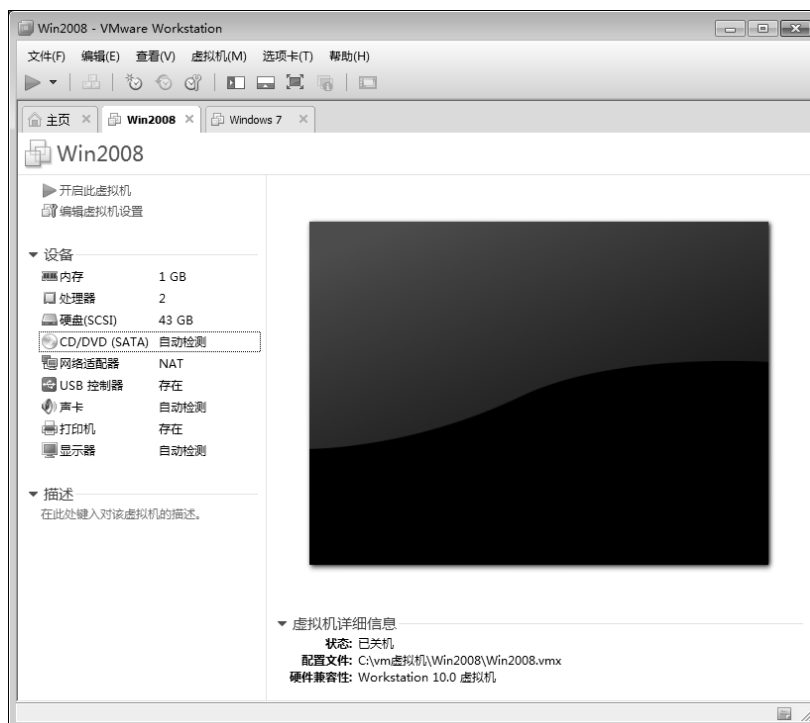 Win2008 - VMware Workstation
文件(F) 编辑(E) 查看(V) 虚拟机(M) 选项卡(T) 帮助(H)
主页 Win2008 Windows 7
Win2008
开启此虚拟机
编辑虚拟机设置
设备
内存 1 GB
处理器 2
硬盘(SCSI) 43 GB
CD/DVD (SATA) 自动检测
网络适配器 NAT
USB 控制器 存在
声卡 自动检测
打印机 存在
显示器 自动检测
描述
在此处键入对该虚拟机的描述。
虚拟机详细信息
状态: 已关机
配置文件: C:\vm虚拟机\Win2008\Win2008.vmx
硬件兼容性: Workstation 10.0 虚拟机